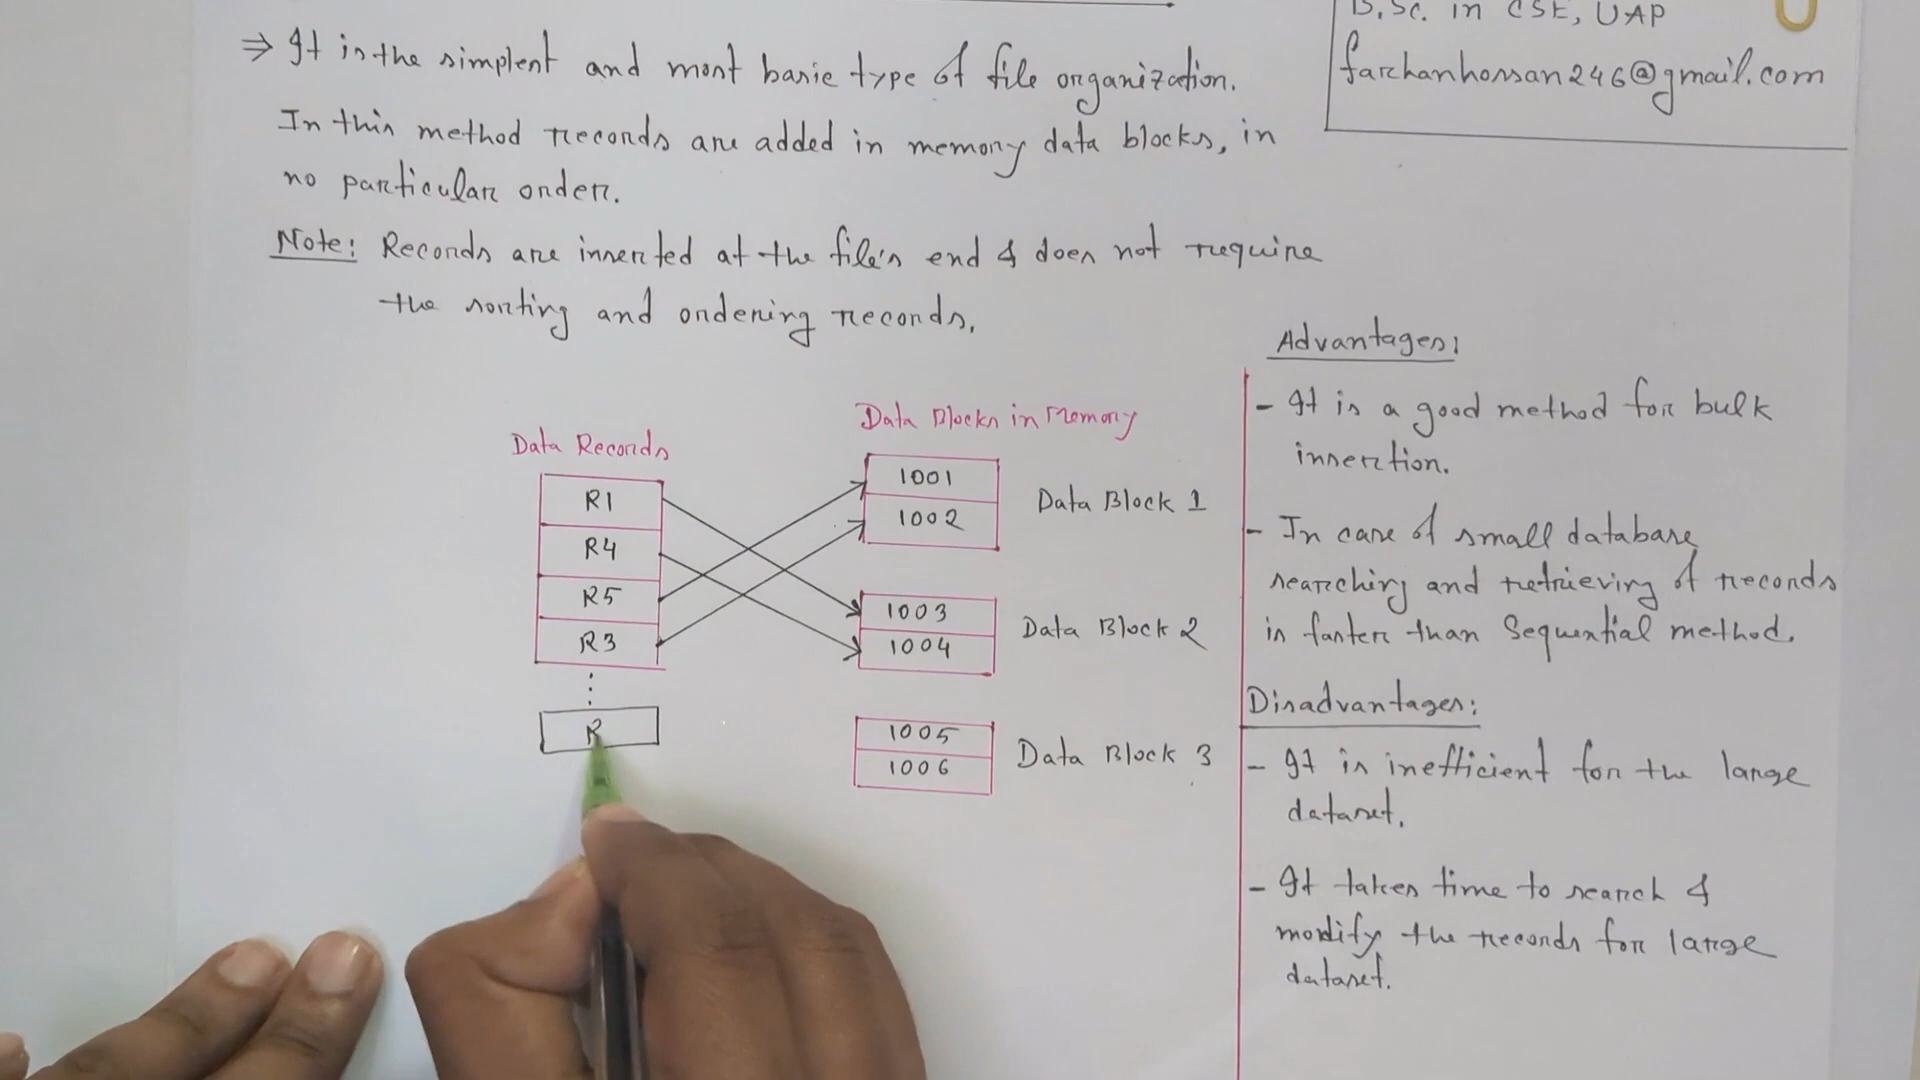 B.Sc. in CSE, UAP
farhanhossan246@gmail.com
⇒ It is the simplest and most basic type of file organization.
In this method records are added in memory data blocks, in
no particular order.
Note: Records are inserted at the file's end & does not require
the sorting and ordering records.
Data Records
R1
R4
R5
R3
R
Data Blocks in Memory
1001
1002
Data Block 1
1003
1004
Data Block 2
1005
1006
Data Block 3
Advantages:
- It is a good method for bulk
insertion.
- In case of small database
searching and retrieving of records
is faster than Sequential method.
Disadvantages:
- It is inefficient for the large
dataset.
- It takes time to search &
modify the records for large
dataset.